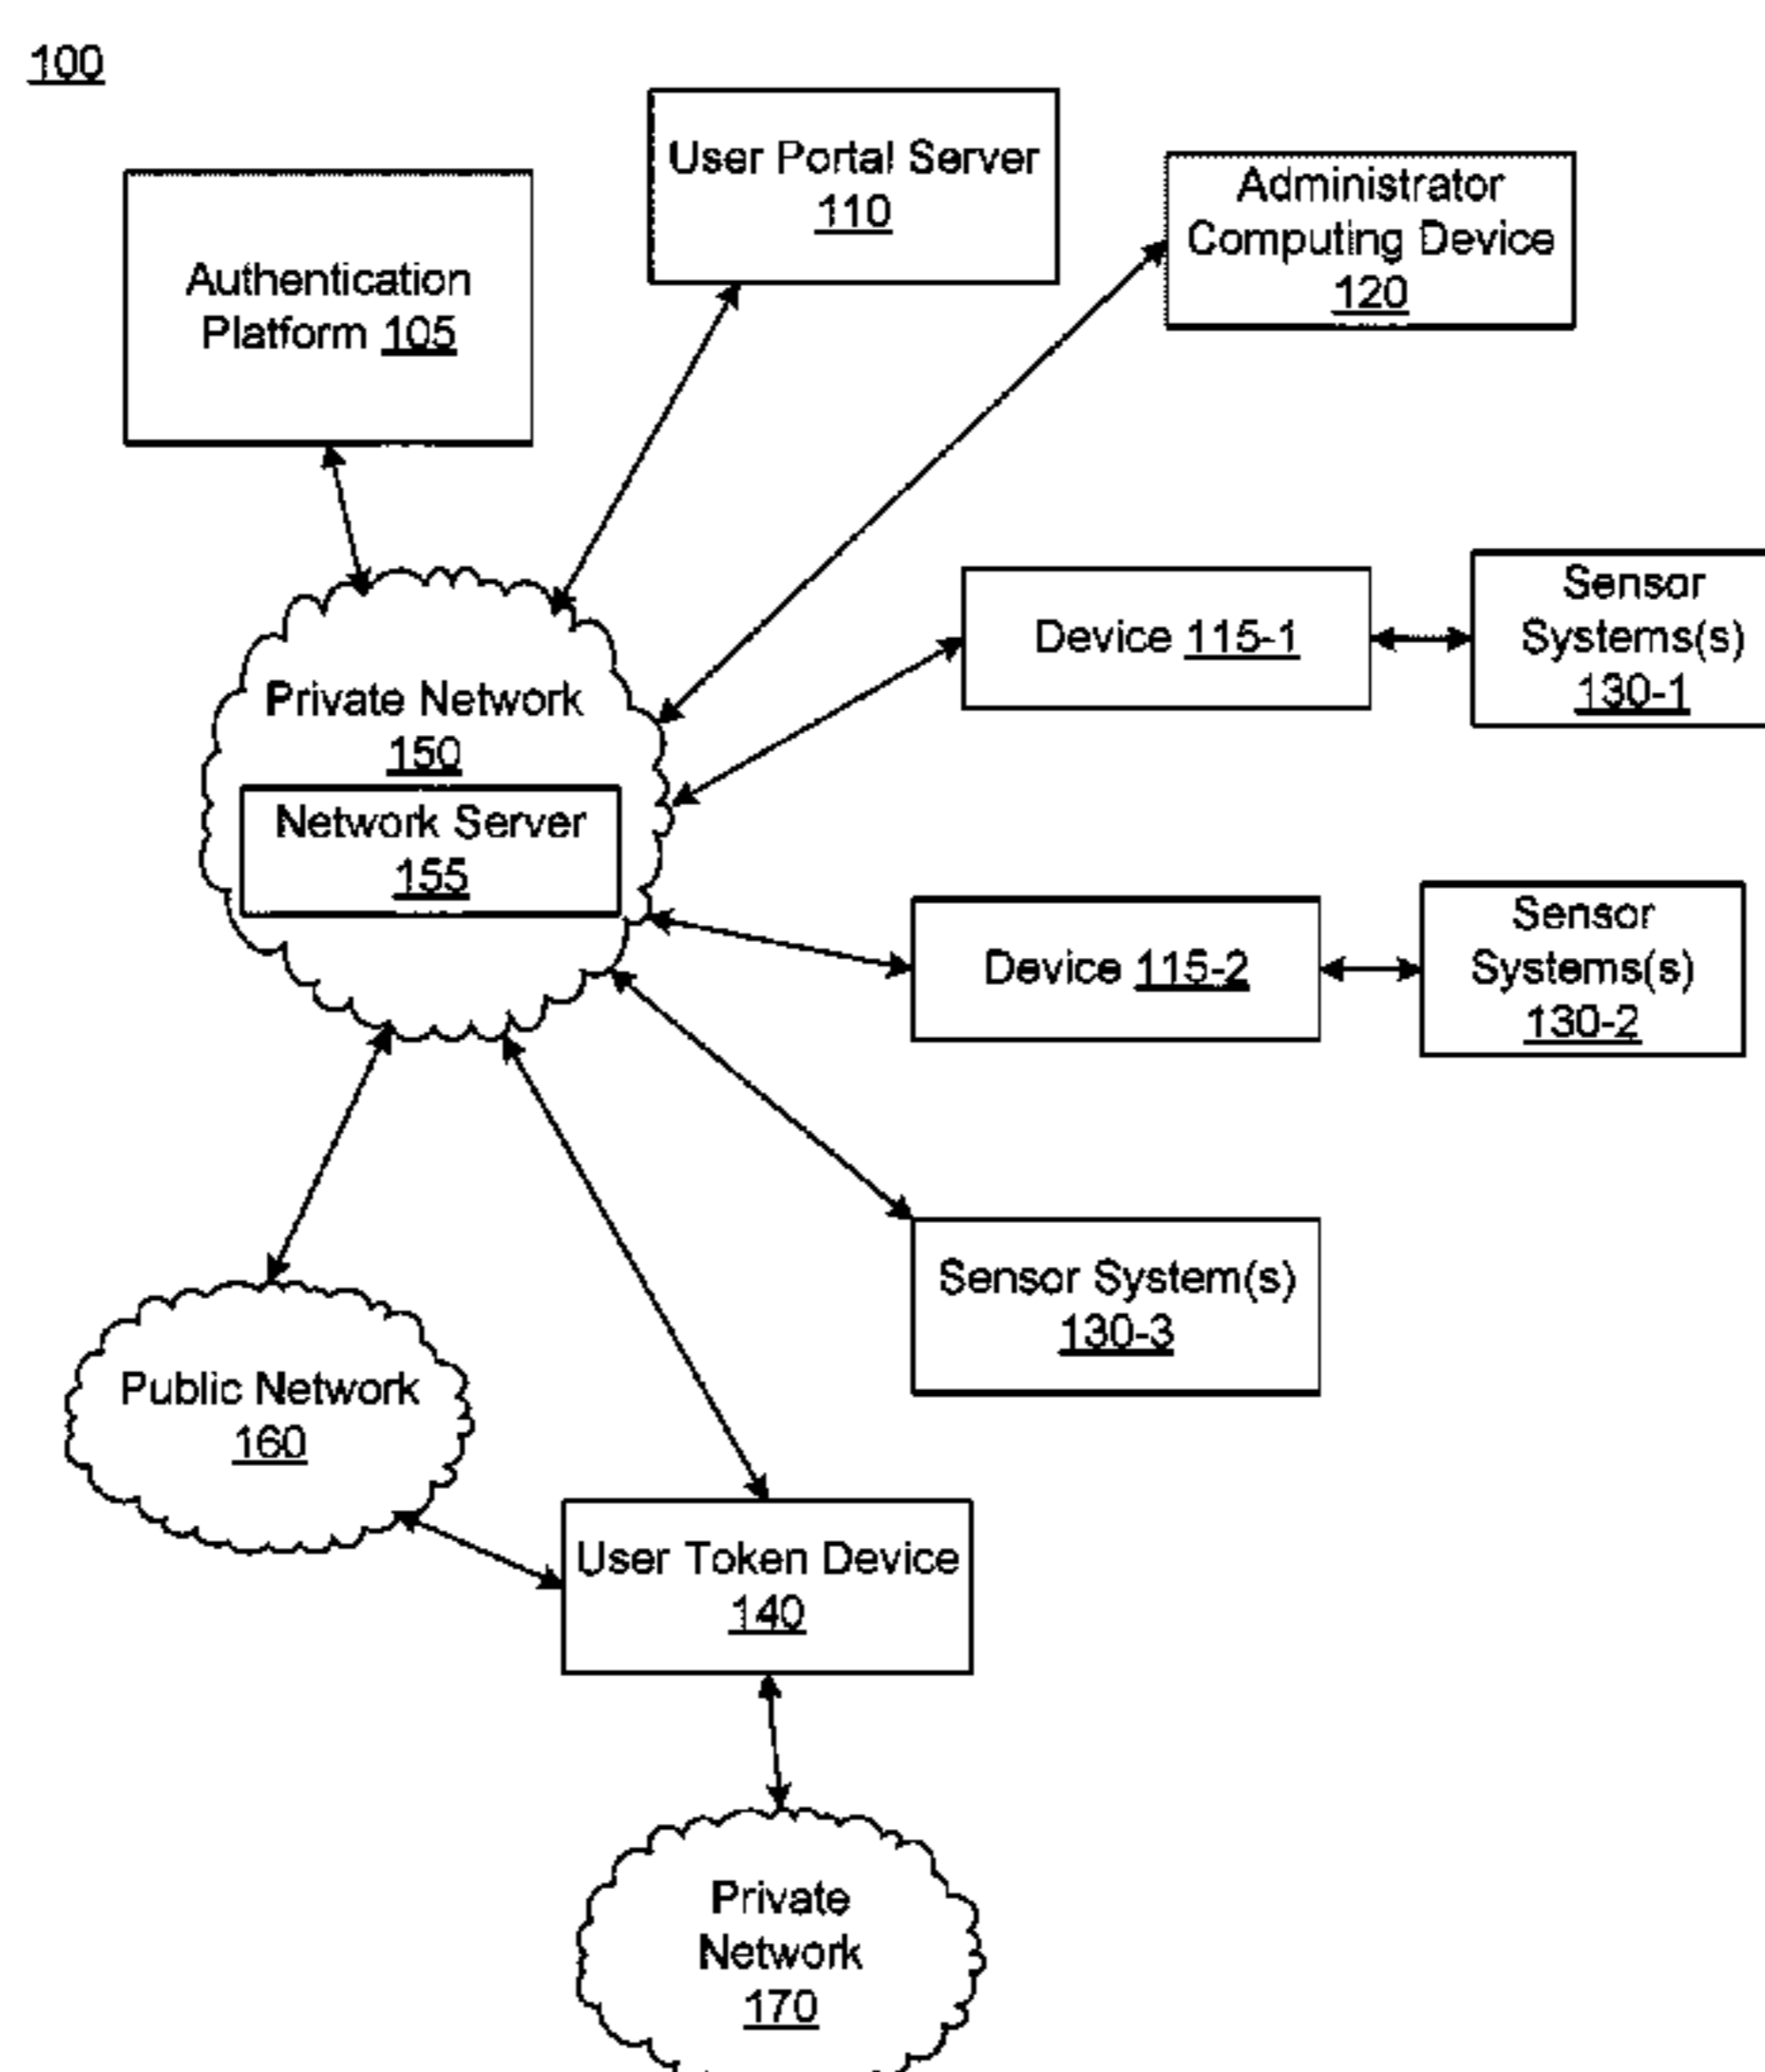 100
User Portal Server
110
Administrator
Computing Device
120
Authentication
Platform 105
Sensor
Systems(s)
130-1
Device 115-1
Private Network
150
Network Server
155
Sensor
Systems(s)
130-2
Device 115-2
Sensor System(s)
130-3
Public Network
160
User Token Device
140
Private
Network
170